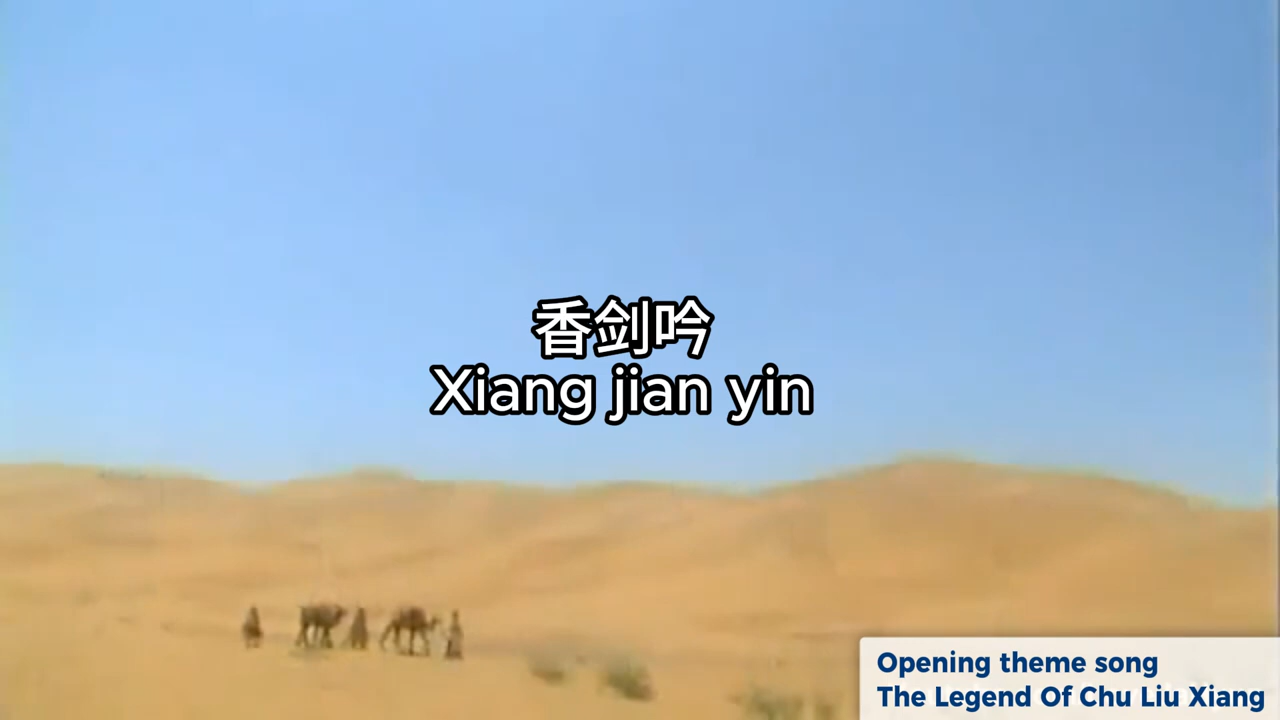 香剑吟
Xiang jian yin
Opening theme song
The Legend Of Chu Liu Xiang